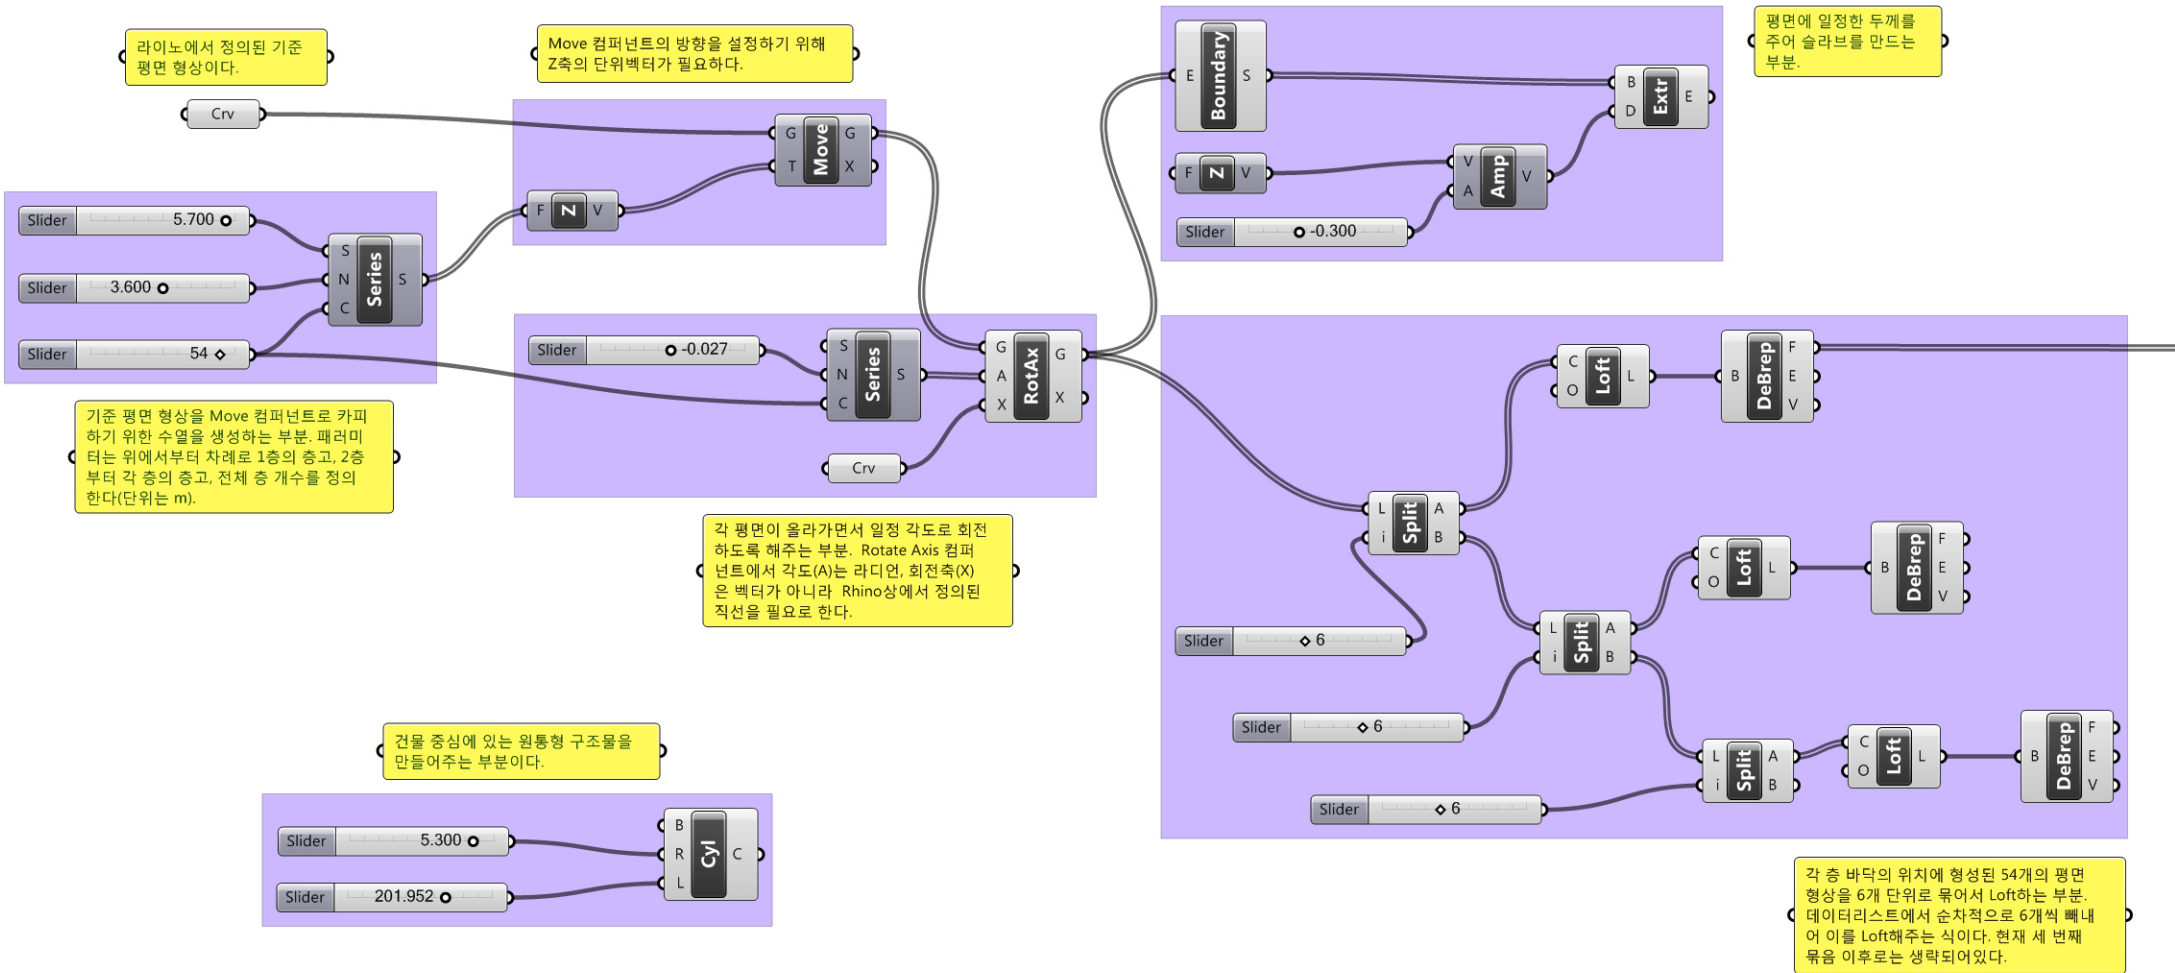 라이노에서 정의된 기준
평면 형상이다.
Crv
Move 컴퍼넌트의 방향을 설정하기 위해
Z축의 단위벡터가 필요하다.
G
T
Move
G
X
F
Z
V
Slider
5.700
Slider
3.600
Slider
54
S
N
C
Series
S
기준 평면 형상을 Move 컴퍼넌트로 카피
하기 위한 수열을 생성하는 부분. 패러미
터는 위에서부터 차례로 1층의 층고, 2층
부터 각 층의 층고, 전체 층 개수를 정의
한다(단위는 m).
Slider
-0.027
S
N
C
Series
S
Crv
G
A
X
RotAx
G
X
각 평면이 올라가면서 일정 각도로 회전
하도록 해주는 부분.  Rotate Axis 컴퍼
넌트에서 각도(A)는 라디언, 회전축(X)
은 벡터가 아니라  Rhino상에서 정의된
직선을 필요로 한다.
E
Boundary
S
F
Z
V
Slider
-0.300
V
A
Amp
V
B
D
Extr
E
평면에 일정한 두께를
주어 슬라브를 만드는
부분.
C
O
Loft
L
B
DeBrep
F
E
V
L
i
Split
A
B
Slider
6
C
O
Loft
L
B
DeBrep
F
E
V
L
i
Split
A
B
Slider
6
L
i
Split
A
B
Slider
6
C
O
Loft
L
B
DeBrep
F
E
V
각 층 바닥의 위치에 형성된 54개의 평면
형상을 6개 단위로 묶어서 Loft하는 부분.
데이터리스트에서 순차적으로 6개씩 빼내
어 이를 Loft해주는 식이다. 현재 세 번째
묶음 이후로는 생략되어있다.
건물 중심에 있는 원통형 구조물을
만들어주는 부분이다.
Slider
5.300
Slider
201.952
B
R
L
Cyl
C